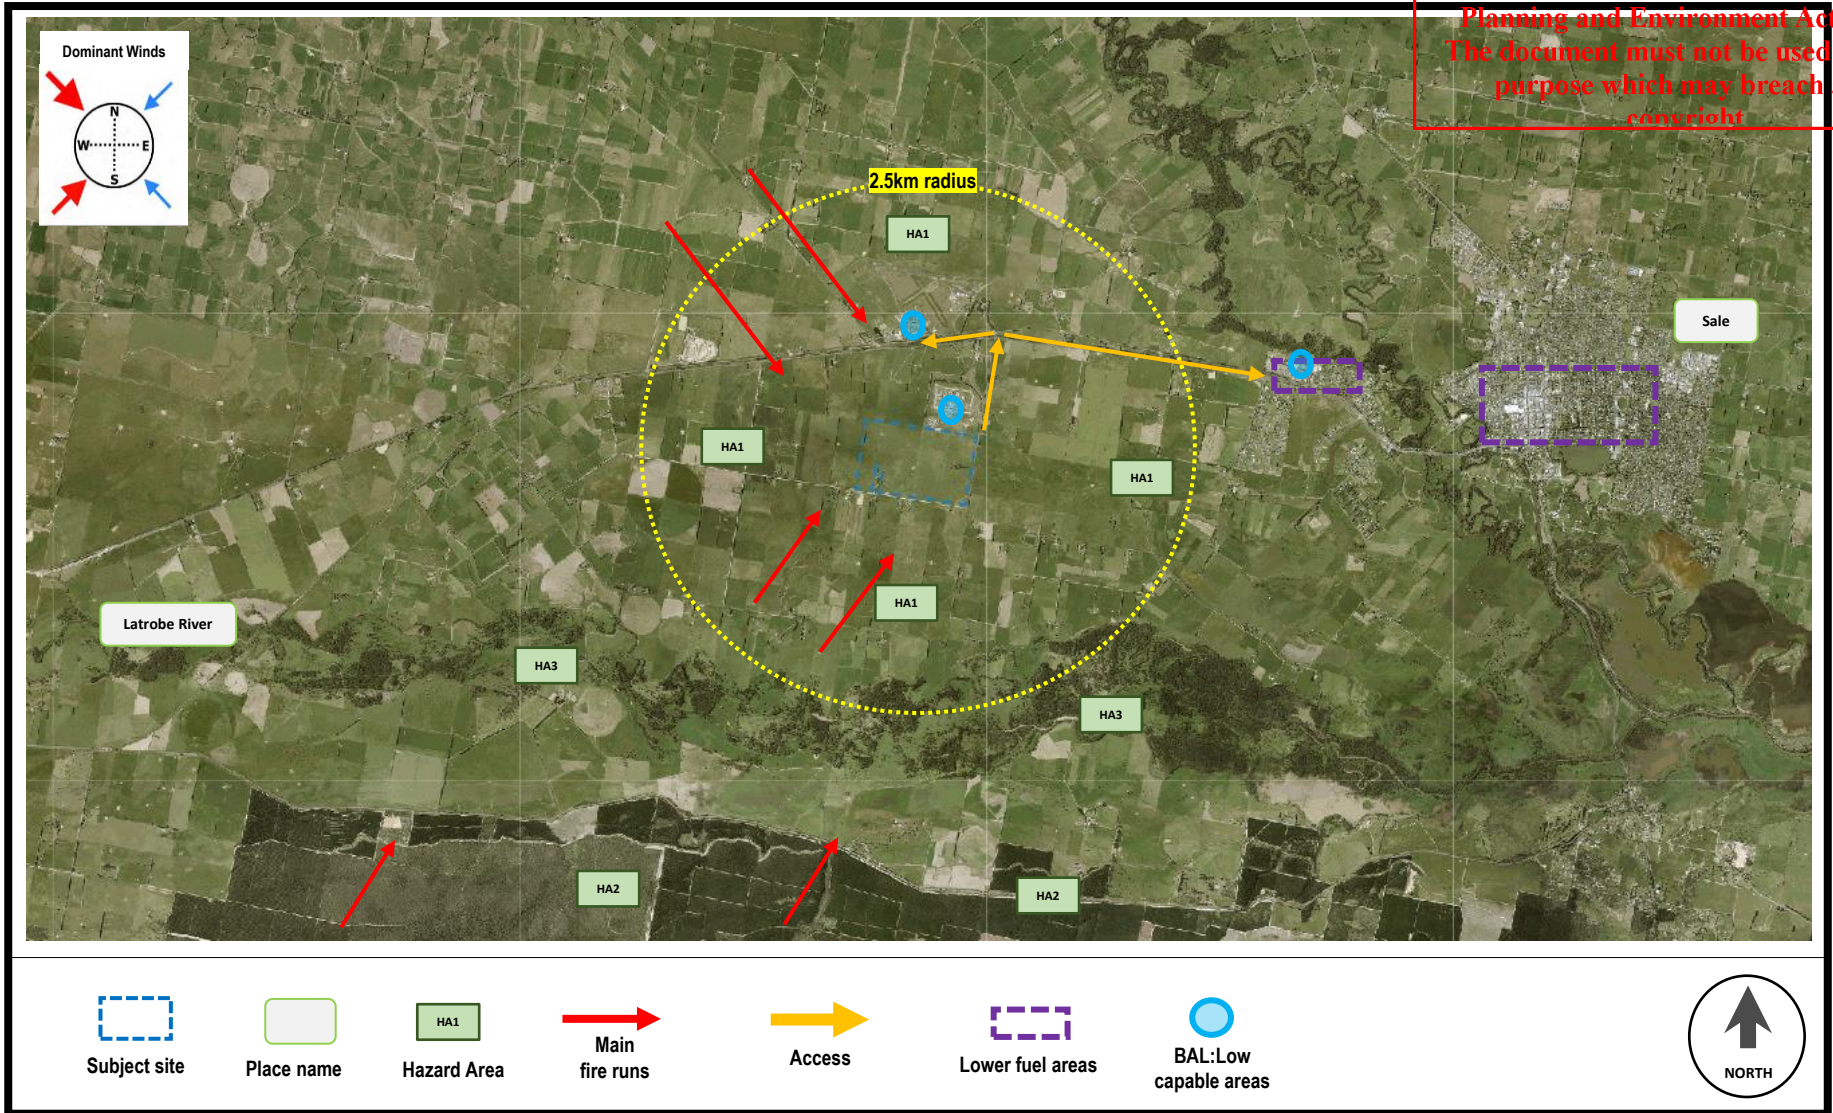 Planning and Environment Act
The document must not be used
purpose which may breach
copyright
Dominant Winds
N
W
E
S
2.5km radius
HA1
Sale
HA1
HA1
HA1
Latrobe River
HA3
HA3
HA2
HA2
Subject site
Place name
HA1
Hazard Area
Main
fire runs
Access
Lower fuel areas
BAL:Low
capable areas
NORTH